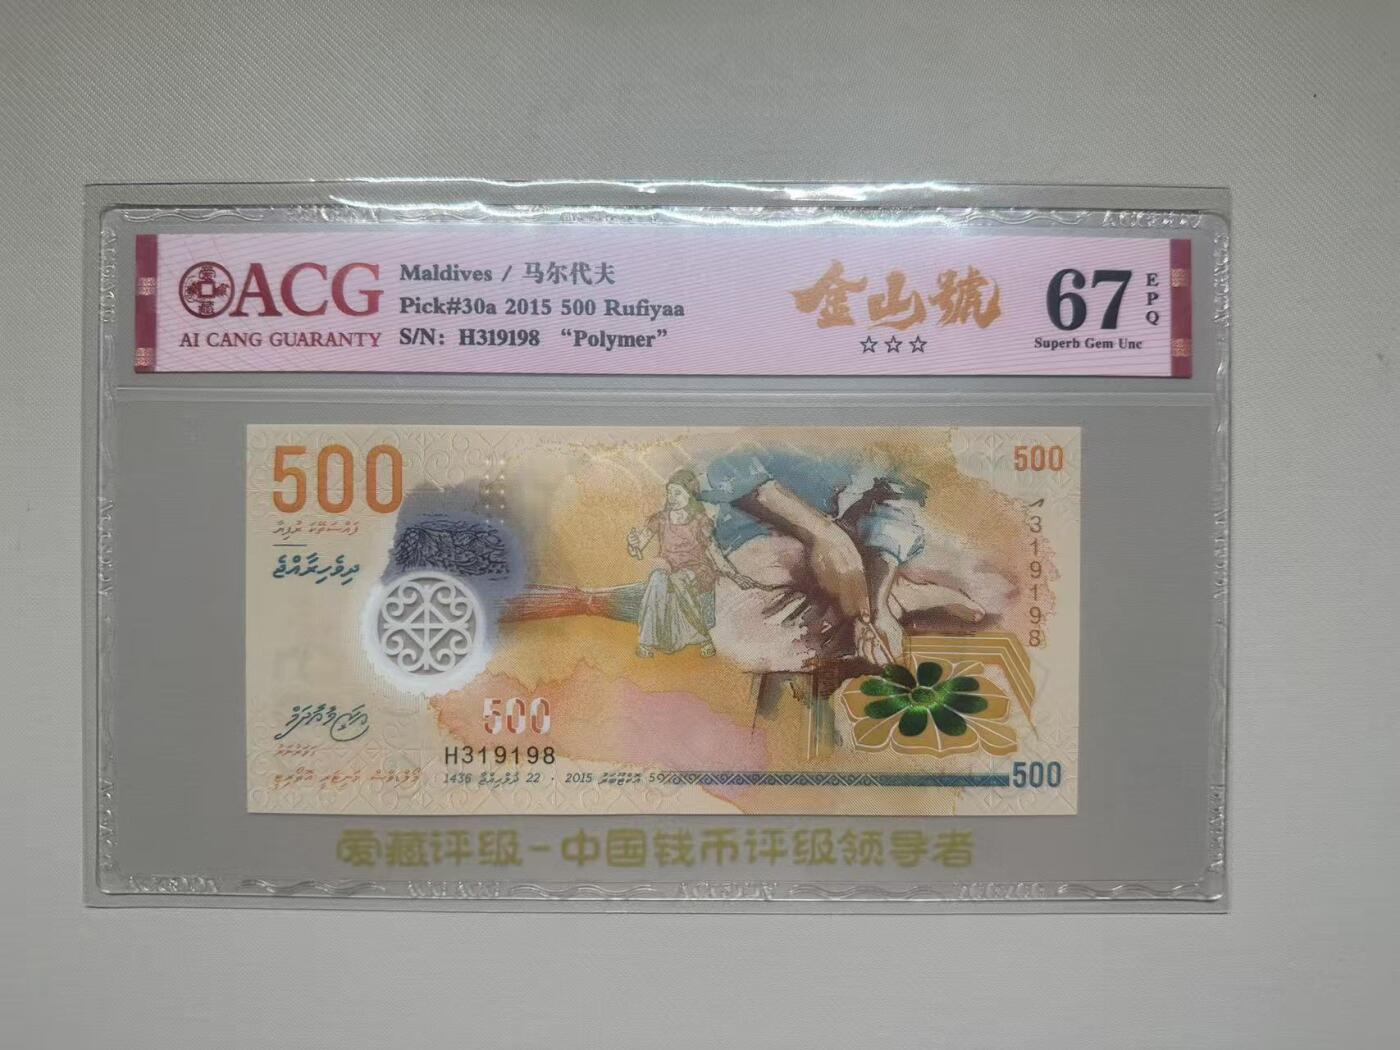 ACG
AI CANG GUARANTY
Maldives / 马尔代夫
Pick#30a 2015 500 Rufiyaa
S/N: H319198 “Polymer”
金山號
☆☆☆
67
EPQ
Superb Gem Unc
500
500
ފަސްސަތޭކަ ރުފިޔާ
ދިވެހިރާއްޖެ
319198
500
H319198
1436 ޛުލްޙިއްޖާ 22 · 2015 އޮކްޓޫބަރު 5
500
爱藏评级－中国钱币评级领导者